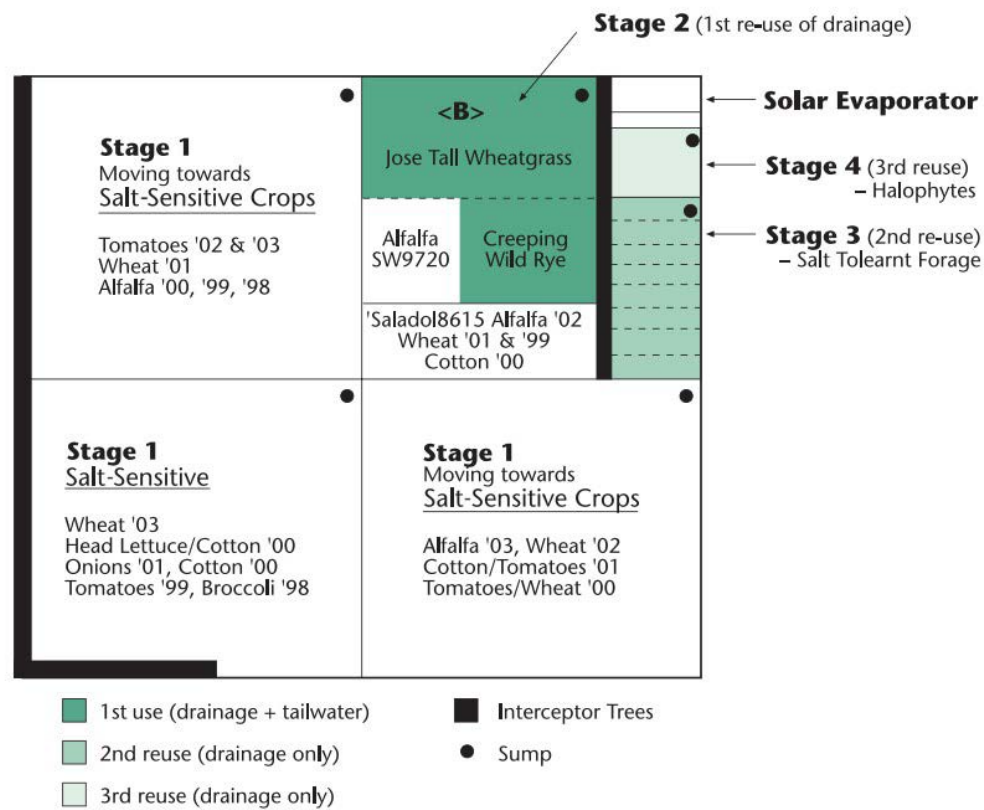 Stage 2 (1st re-use of drainage)
Stage 1
Moving towards
Salt-Sensitive Crops
Tomatoes '02 & '03
Wheat '01
Alfalfa '00, '99, '98
<B>
Jose Tall Wheatgrass
Alfalfa
SW9720
Creeping
Wild Rye
'Saladol8615 Alfalfa '02
Wheat '01 & '99
Cotton '00
Solar Evaporator
Stage 4 (3rd reuse)
– Halophytes
Stage 3 (2nd re-use)
– Salt Tolearnt Forage
Stage 1
Salt-Sensitive
Wheat '03
Head Lettuce/Cotton '00
Onions '01, Cotton '00
Tomatoes '99, Broccoli '98
Stage 1
Moving towards
Salt-Sensitive Crops
Alfalfa '03, Wheat '02
Cotton/Tomatoes '01
Tomatoes/Wheat '00
1st use (drainage + tailwater)
2nd reuse (drainage only)
3rd reuse (drainage only)
Interceptor Trees
Sump